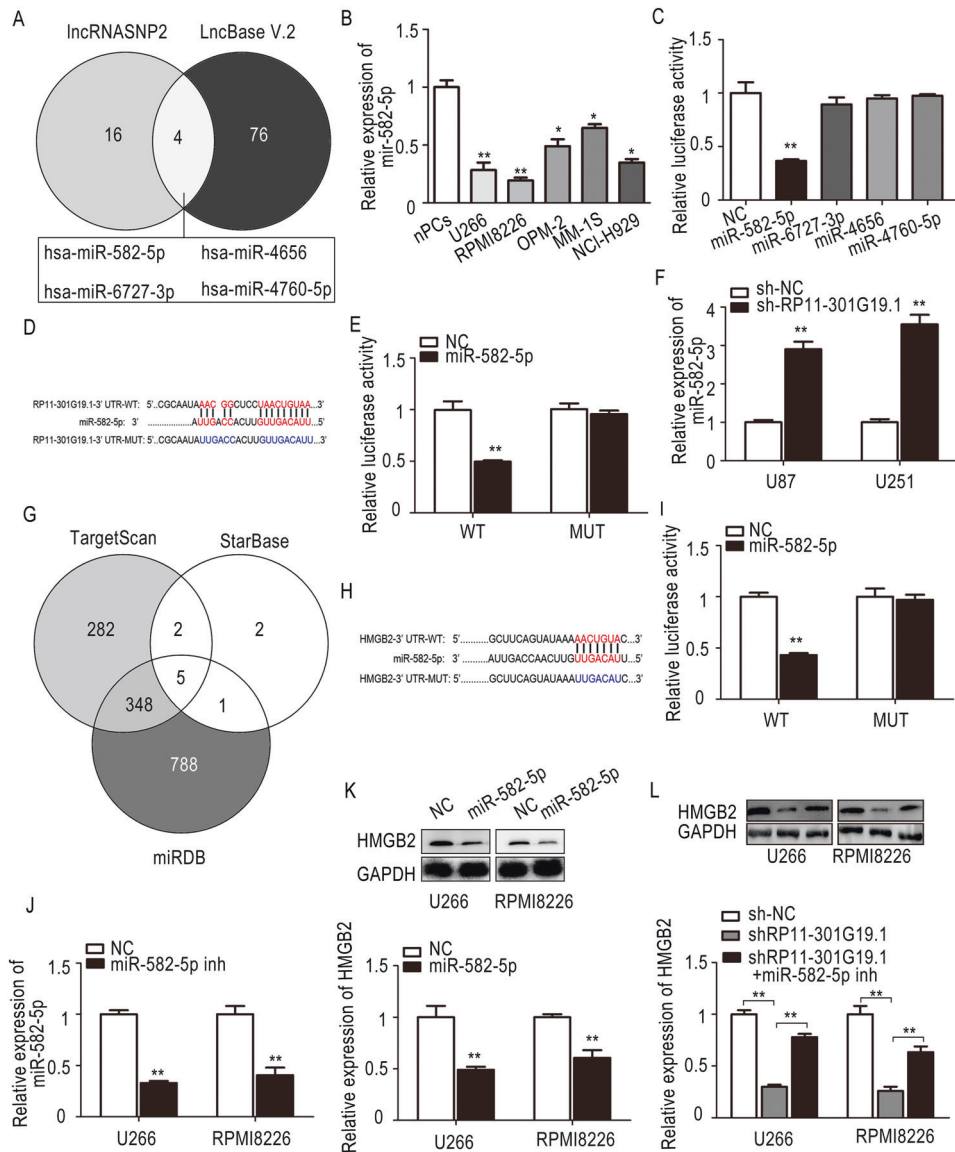 A
lncRNASNP2 LncBase V.2
16 4 76
hsa-miR-582-5p hsa-miR-4656
hsa-miR-6727-3p hsa-miR-4760-5p
B
Relative expression of
mir-582-5p
1.5
1
0.5
0
** ** * * *
nPCs U266 RPMI8226 OPM-2 MM-1S NCI-H929
C
Relative luciferase activity
1.5
1
0.5
0
**
NC miR-582-5p miR-6727-3p miR-4656 miR-4760-5p
D
RP11-301G19.1-3' UTR-WT: 5'..CGCAAUAAAC GGCUCCUAACUGUAA...3'
miR-582-5p: 3' ............AUUGACCACUUGUUGACAUU....5'
RP11-301G19.1-3' UTR-MUT: 5'..CGCAAUAUUGACCACUUGUUGACAUU...3'
E
NC
miR-582-5p
Relative luciferase activity
1.5
1
0.5
0
**
WT MUT
F
sh-NC
sh-RP11-301G19.1
Relative expression of
miR-582-5p
4
3
2
1
0
** **
U87 U251
G
TargetScan StarBase
282 2 2
5
348 1
788
miRDB
H
HMGB2-3' UTR-WT: 5'...........GCUUCAGUAUAAAAACUGUAC...3'
miR-582-5p: 3' ...........AUUGACCAACUUGUUGACAUU....5'
HMGB2-3' UTR-MUT: 5'...........GCUUCAGUAUAAAUUGACAUC...3'
I
NC
miR-582-5p
Relative luciferase activity
1.5
1
0.5
0
**
WT MUT
J
NC
miR-582-5p inh
Relative expression of
miR-582-5p
1.5
1
0.5
0
** **
U266 RPMI8226
K
NC miR-582-5p NC miR-582-5p
HMGB2
GAPDH
U266 RPMI8226
NC
miR-582-5p
Relative expression of HMGB2
1.5
1
0.5
0
** **
U266 RPMI8226
L
HMGB2
GAPDH
U266 RPMI8226
sh-NC
shRP11-301G19.1
shRP11-301G19.1
+miR-582-5p inh
Relative expression of HMGB2
1.5
1
0.5
0
** ** ** **
U266 RPMI8226